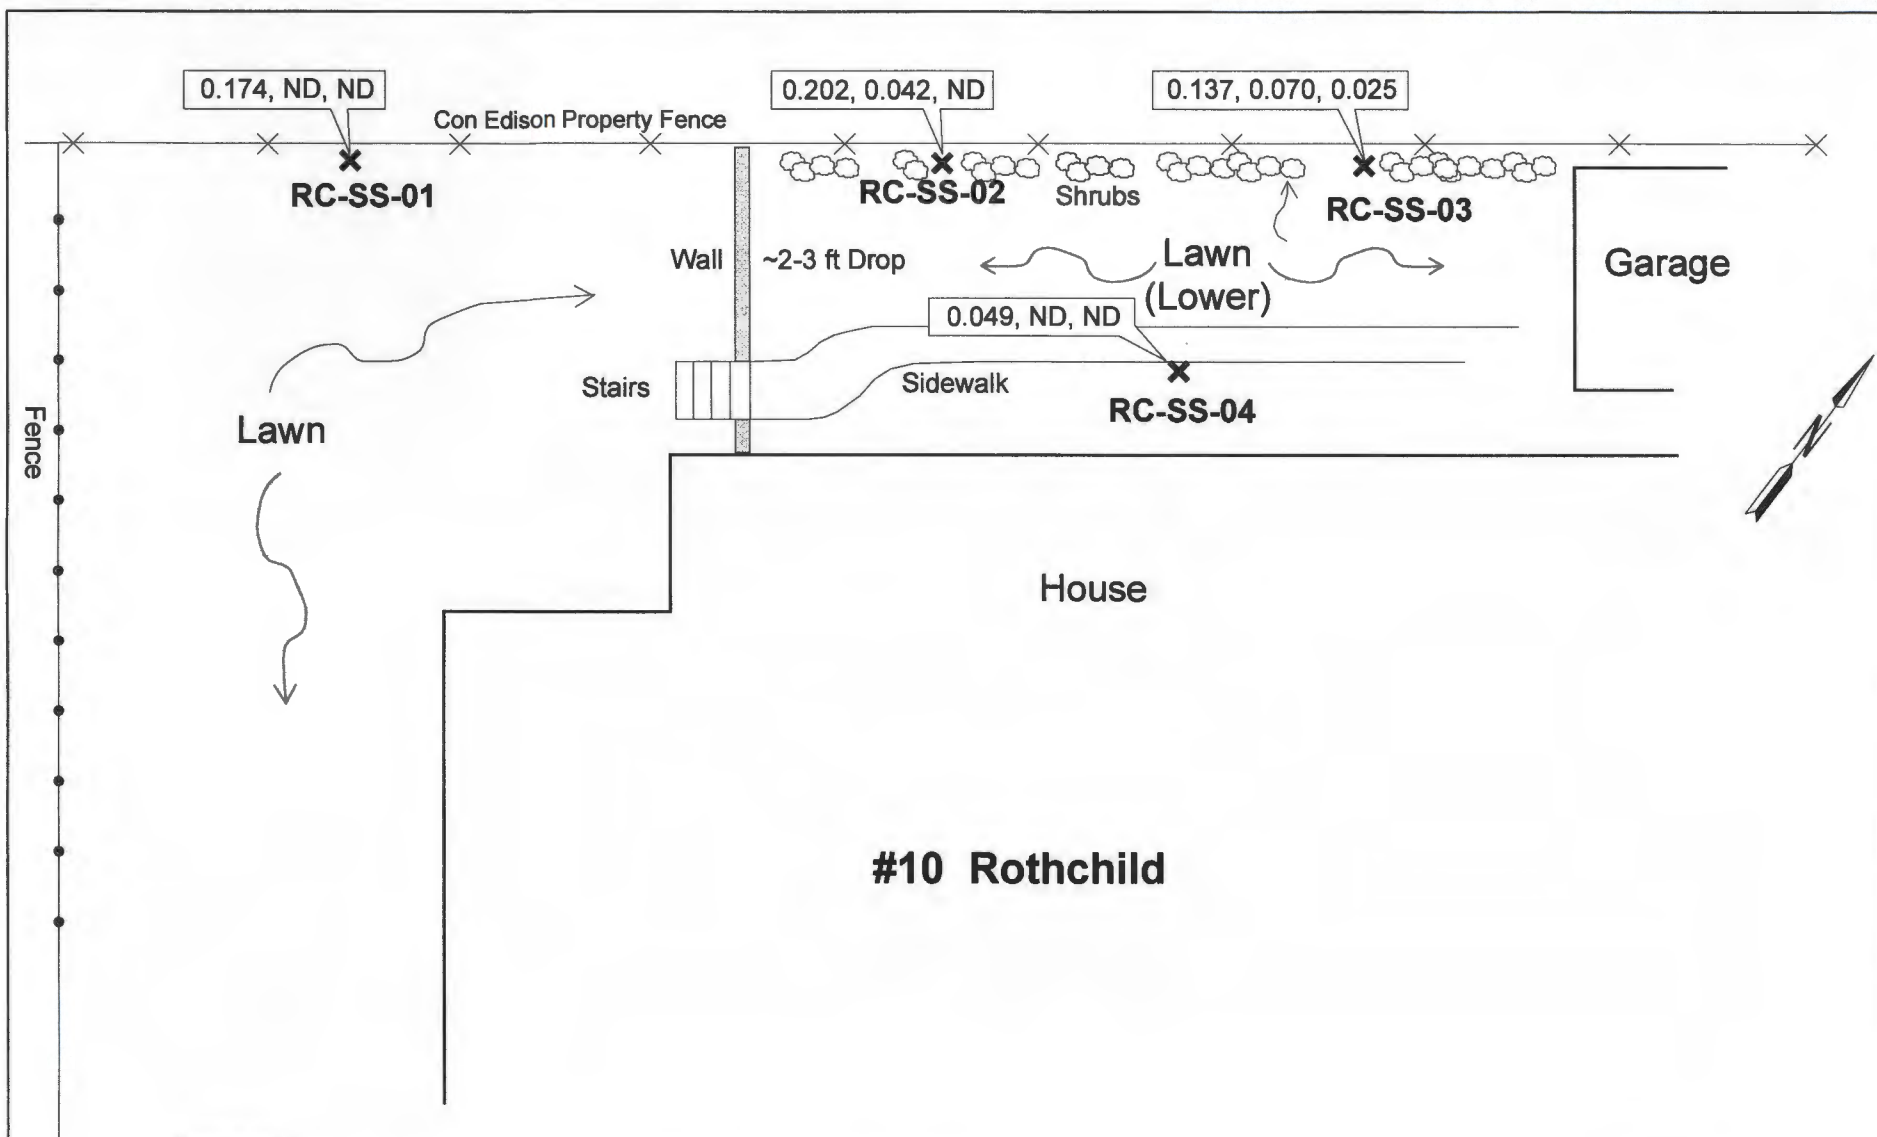 0.174, ND, ND
0.202, 0.042, ND
0.137, 0.070, 0.025
Con Edison Property Fence
RC-SS-01
RC-SS-02
Shrubs
RC-SS-03
Wall
~2-3 ft Drop
Lawn
(Lower)
Garage
0.049, ND, ND
Stairs
Sidewalk
RC-SS-04
Fence
Lawn
N
House
#10 Rothchild